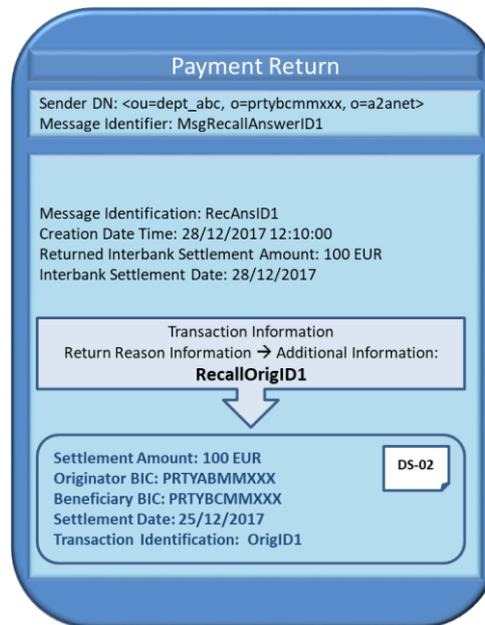 Payment Return
Sender DN: <ou=dept_abc, o=prtybcmmxxx, o=a2anet>
Message Identifier: MsgRecallAnswerID1
Message Identification: RecAnsID1
Creation Date Time: 28/12/2017 12:10:00
Returned Interbank Settlement Amount: 100 EUR
Interbank Settlement Date: 28/12/2017
Transaction Information
Return Reason Information → Additional Information:
RecallOrigID1
Settlement Amount: 100 EUR
Originator BIC: PRTYABMMXXX
Beneficiary BIC: PRTYBCMMXXX
Settlement Date: 25/12/2017
Transaction Identification: OrigID1
DS-02